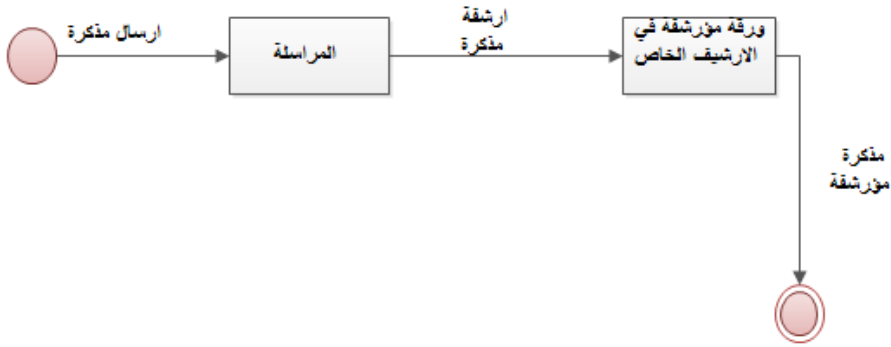 ارسال مذكرة
المراسلة
ارشفة
مذكرة
ورقة مؤرشفة في
الارشيف الخاص
مذكرة
مؤرشفة